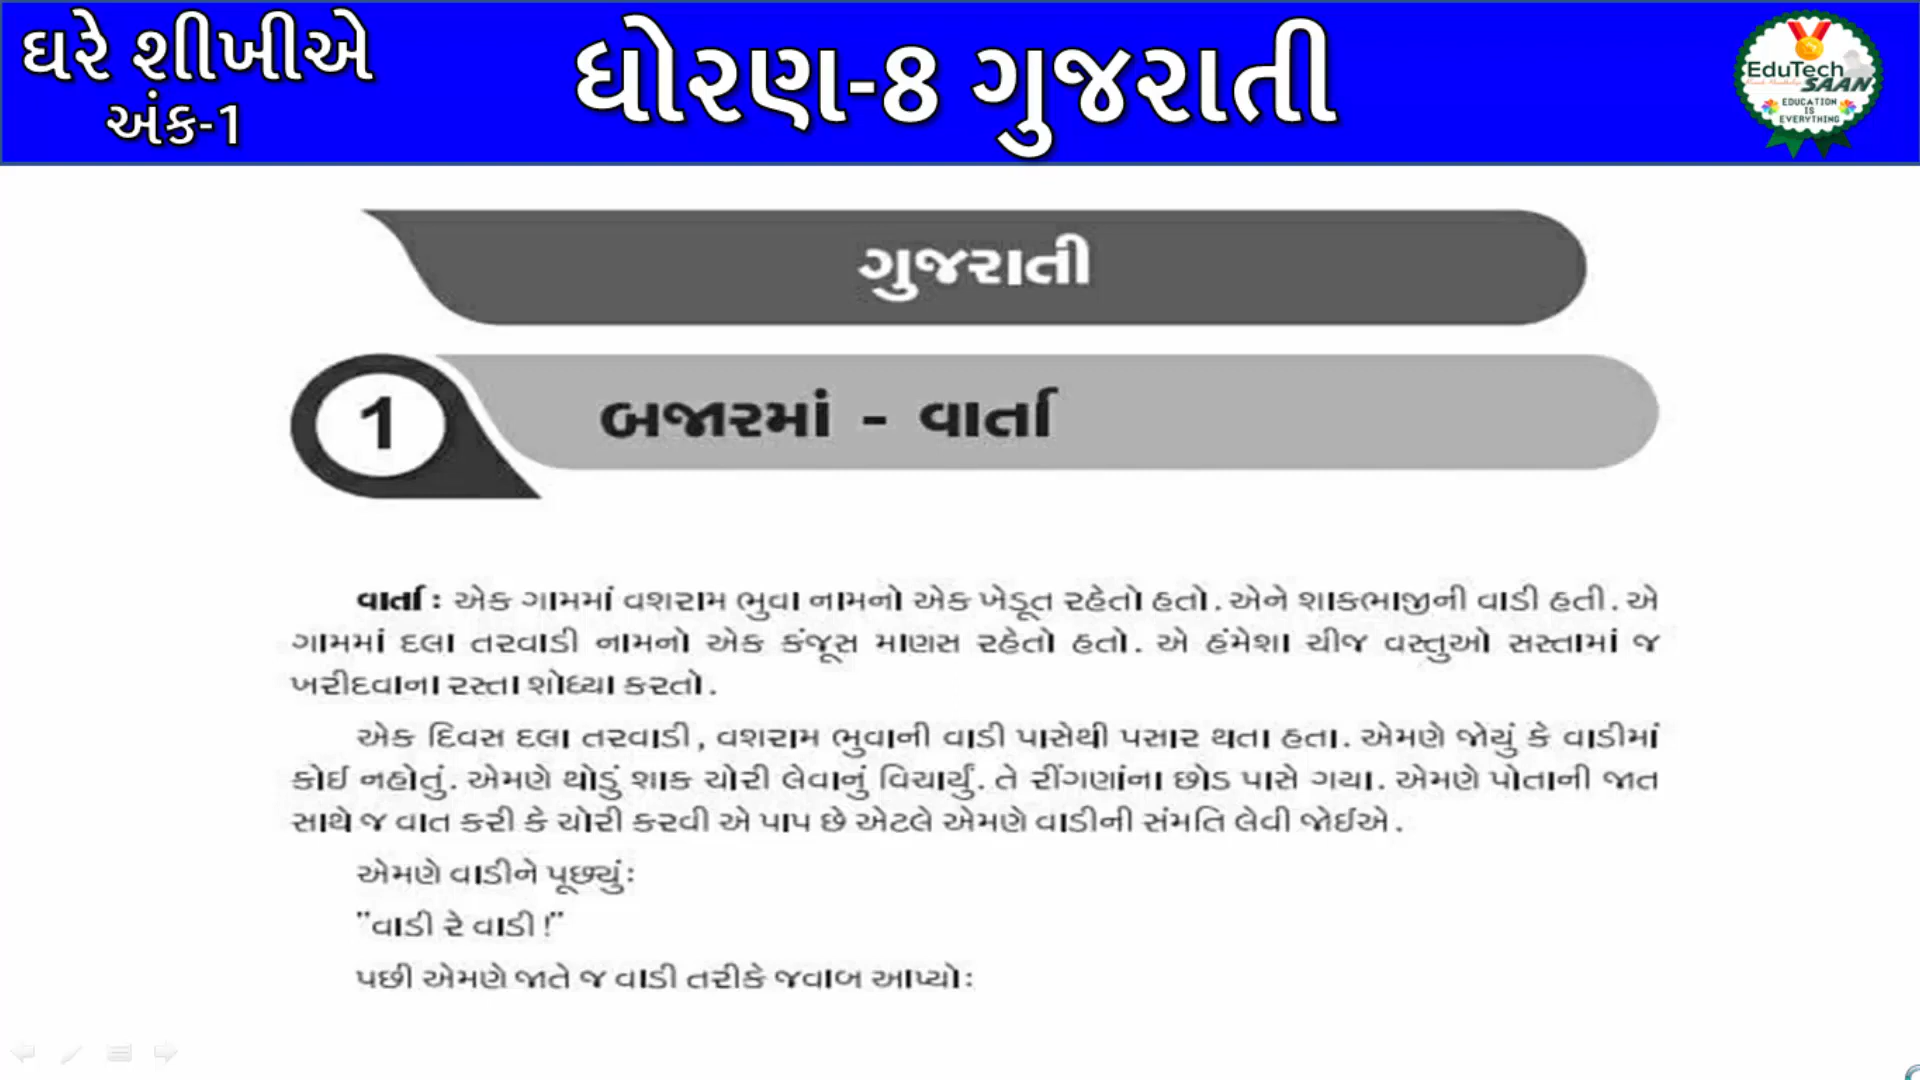 ઘરે શીખીએ
અંક-1
ધોરણ-8 ગુજરાતી
EduTech
SAAN
EDUCATION
IS
EVERYTHING
ગુજરાતી
1
બજારમાં - વાર્તા
વાર્તા : એક ગામમાં વશરામ ભુવા નામનો એક ખેડૂત રહેતો હતો. એને શાકભાજીની વાડી હતી. એ
ગામમાં દલા તરવાડી નામનો એક કંજૂસ માણસ રહેતો હતો. એ હંમેશા ચીજ વસ્તુઓ સસ્તામાં જ
ખરીદવાના રસ્તા શોધ્યા કરતો.
એક દિવસ દલા તરવાડી, વશરામ ભુવાની વાડી પાસેથી પસાર થતા હતા. એમણે જોયું કે વાડીમાં
કોઈ નહોતું. એમણે થોડું શાક ચોરી લેવાનું વિચાર્યું. તે રીંગણાંના છોડ પાસે ગયા. એમણે પોતાની જાત
સાથે જ વાત કરી કે ચોરી કરવી એ પાપ છે એટલે એમણે વાડીની સંમતિ લેવી જોઈએ.
એમણે વાડીને પૂછ્યું:
"વાડી રે વાડી!"
પછી એમણે જાતે જ વાડી તરીકે જવાબ આપ્યો: